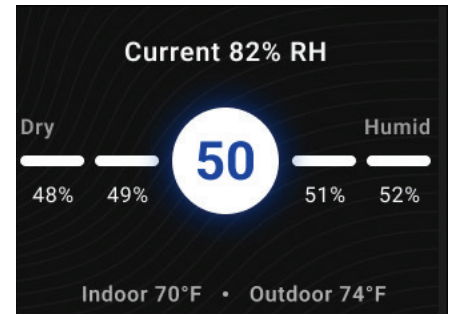 Current 82% RH
Dry Humid
50
48% 49% 51% 52%
Indoor 70°F • Outdoor 74°F